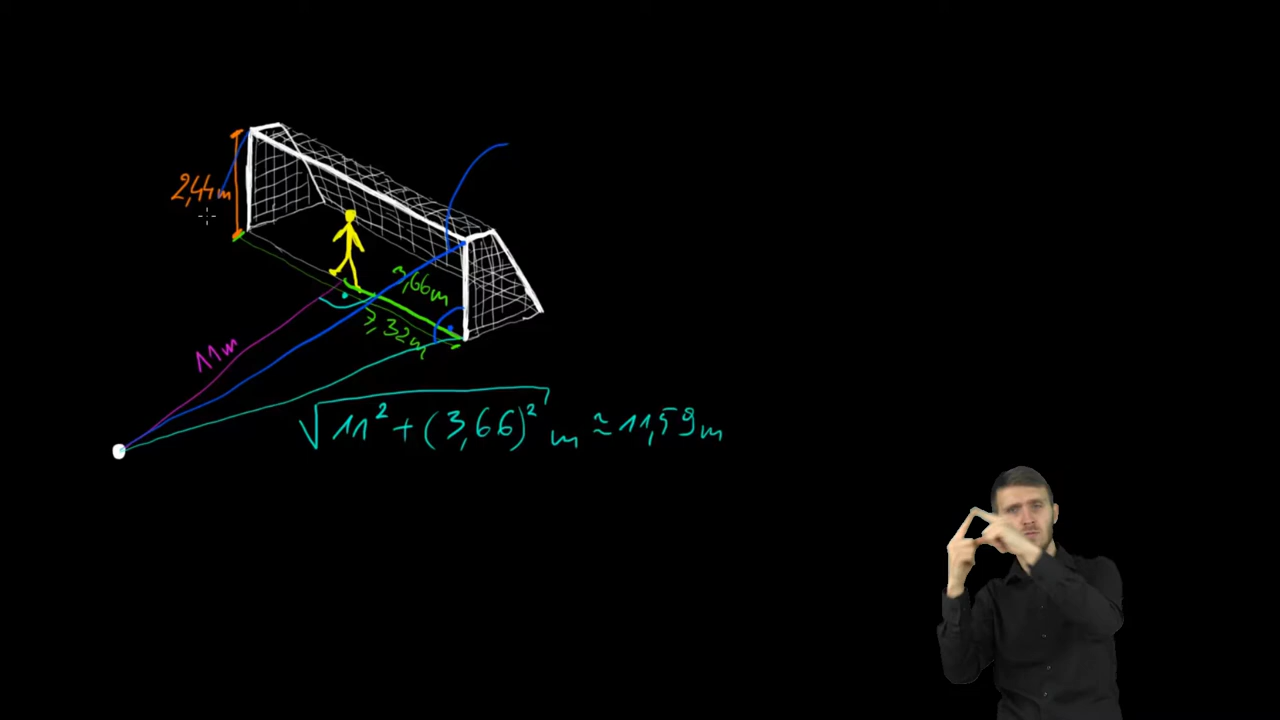 2,44m
3,66m
7,32m
11m
√11² + (3,66)² m ≈ 11,59m